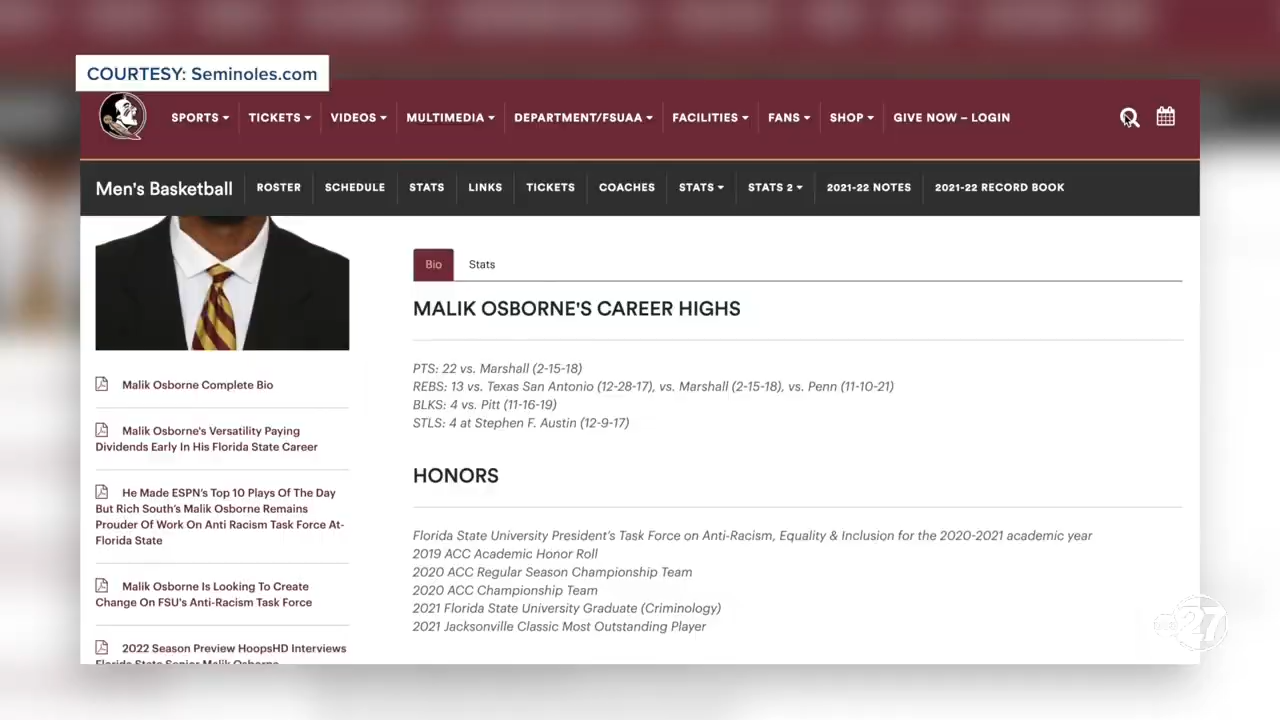 COURTESY: Seminoles.com
SPORTS TICKETS VIDEOS MULTIMEDIA DEPARTMENT/FSUAA FACILITIES FANS SHOP GIVE NOW – LOGIN
Men's Basketball ROSTER SCHEDULE STATS LINKS TICKETS COACHES STATS STATS 2 2021-22 NOTES 2021-22 RECORD BOOK
Bio Stats
MALIK OSBORNE'S CAREER HIGHS
PTS: 22 vs. Marshall (2-15-18)
REBS: 13 vs. Texas San Antonio (12-28-17), vs. Marshall (2-15-18), vs. Penn (11-10-21)
BLKS: 4 vs. Pitt (11-16-19)
STLS: 4 at Stephen F. Austin (12-9-17)
HONORS
Florida State University President's Task Force on Anti-Racism, Equality & Inclusion for the 2020-2021 academic year
2019 ACC Academic Honor Roll
2020 ACC Regular Season Championship Team
2020 ACC Championship Team
2021 Florida State University Graduate (Criminology)
2021 Jacksonville Classic Most Outstanding Player
Malik Osborne Complete Bio
Malik Osborne's Versatility Paying
Dividends Early In His Florida State Career
He Made ESPN's Top 10 Plays Of The Day
But Rich South's Malik Osborne Remains
Prouder Of Work On Anti Racism Task Force At-
Florida State
Malik Osborne Is Looking To Create
Change On FSU's Anti-Racism Task Force
2022 Season Preview HoopsHD Interviews
Florida State Senior Malik Osborne
27